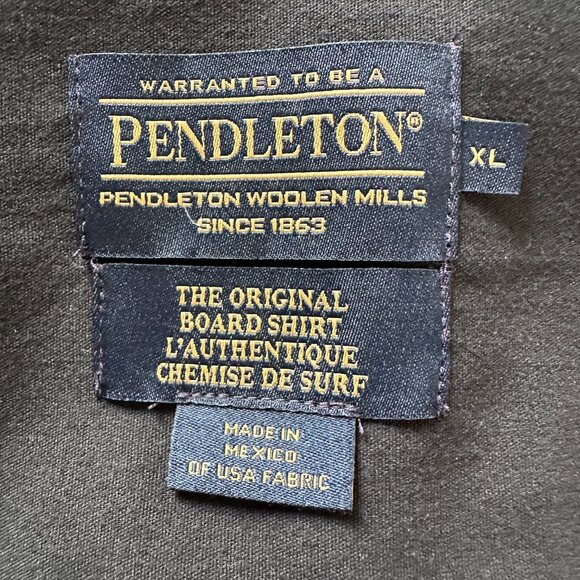 WARRANTED TO BE A
PENDLETON®
XL
PENDLETON WOOLEN MILLS
SINCE 1863
THE ORIGINAL
BOARD SHIRT
L'AUTHENTIQUE
CHEMISE DE SURF
MADE IN
MEXICO
OF USA FABRIC